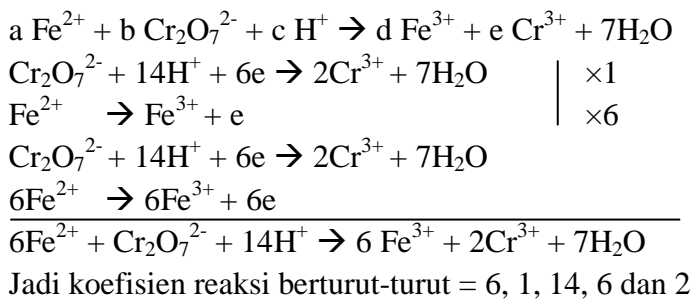 a Fe²⁺ + b Cr₂O₇²⁻ + c H⁺ → d Fe³⁺ + e Cr³⁺ + 7H₂O
Cr₂O₇²⁻ + 14H⁺ + 6e → 2Cr³⁺ + 7H₂O | ×1
Fe²⁺ → Fe³⁺ + e | ×6
Cr₂O₇²⁻ + 14H⁺ + 6e → 2Cr³⁺ + 7H₂O
6Fe²⁺ → 6Fe³⁺ + 6e
6Fe²⁺ + Cr₂O₇²⁻ + 14H⁺ → 6 Fe³⁺ + 2Cr³⁺ + 7H₂O
Jadi koefisien reaksi berturut-turut = 6, 1, 14, 6 dan 2